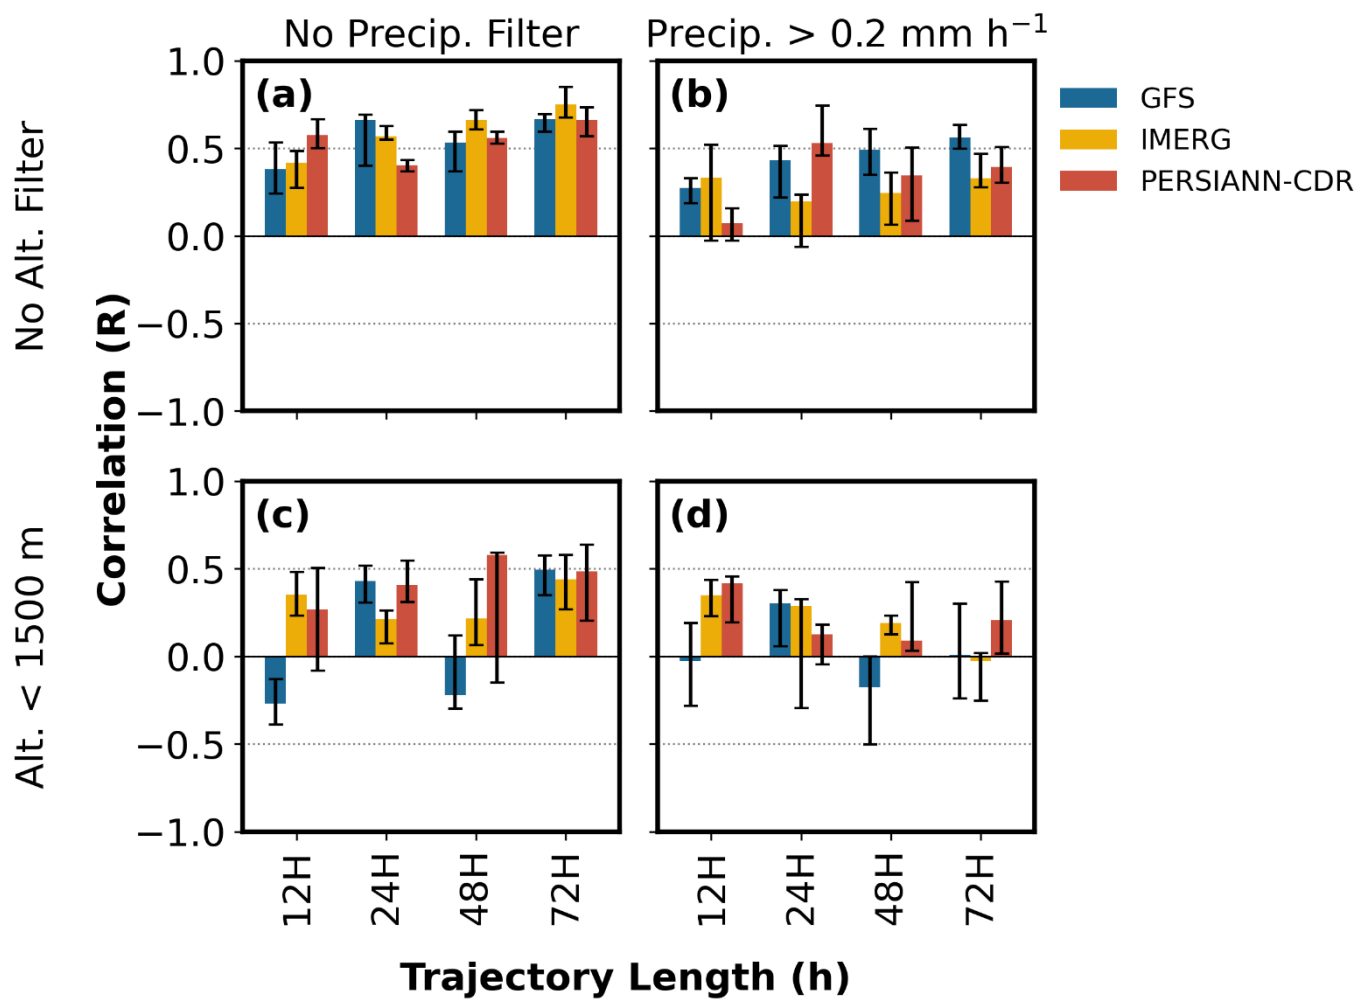 No Precip. Filter
Precip. > 0.2 mm h⁻¹
No Alt. Filter
Alt. < 1500 m
Correlation (R)
(a)
1.0
0.5
0.0
−0.5
−1.0
(b)
GFS
IMERG
PERSIANN-CDR
(c)
1.0
0.5
0.0
−0.5
−1.0
(d)
12H
24H
48H
72H
12H
24H
48H
72H
Trajectory Length (h)